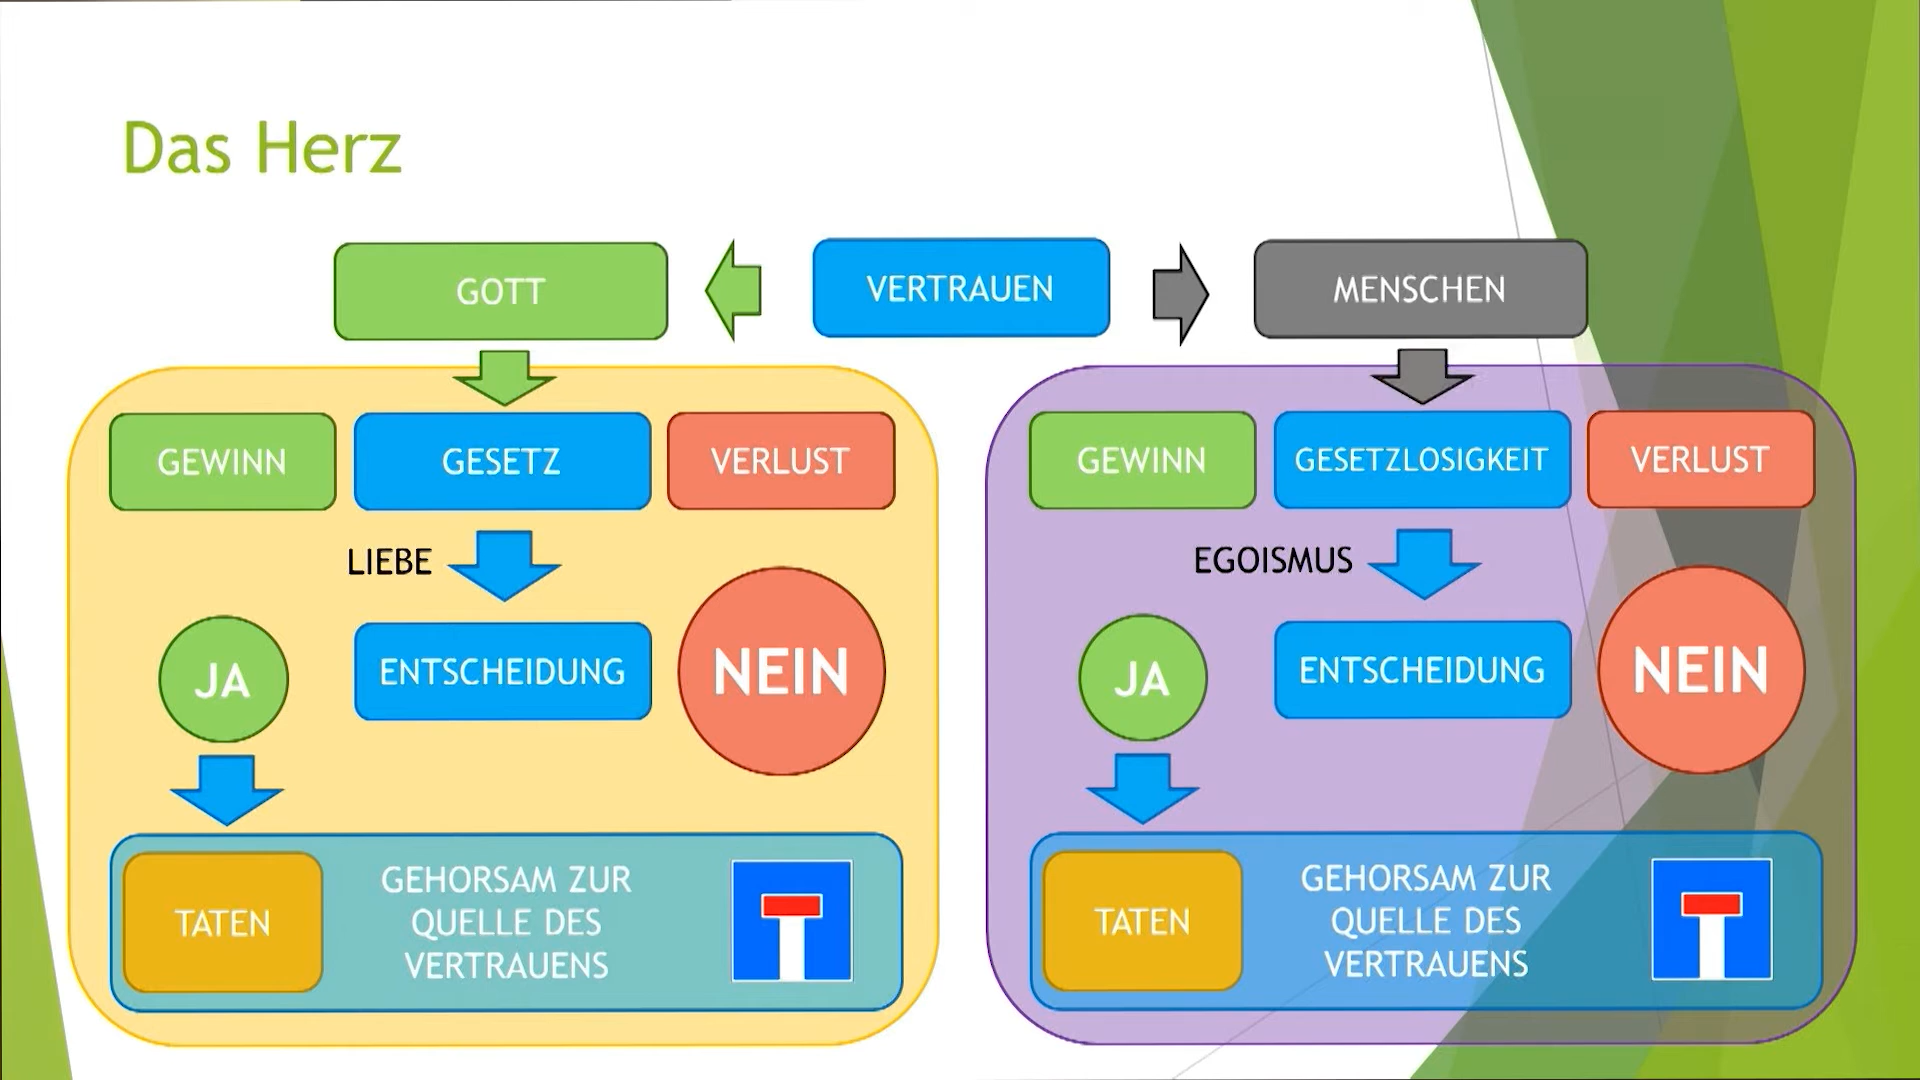 Das Herz
GOTT
VERTRAUEN
MENSCHEN
GEWINN
GESETZ
VERLUST
LIEBE
JA
ENTSCHEIDUNG
NEIN
TATEN
GEHORSAM ZUR
QUELLE DES
VERTRAUENS
GEWINN
GESETZLOSIGKEIT
VERLUST
EGOISMUS
JA
ENTSCHEIDUNG
NEIN
TATEN
GEHORSAM ZUR
QUELLE DES
VERTRAUENS